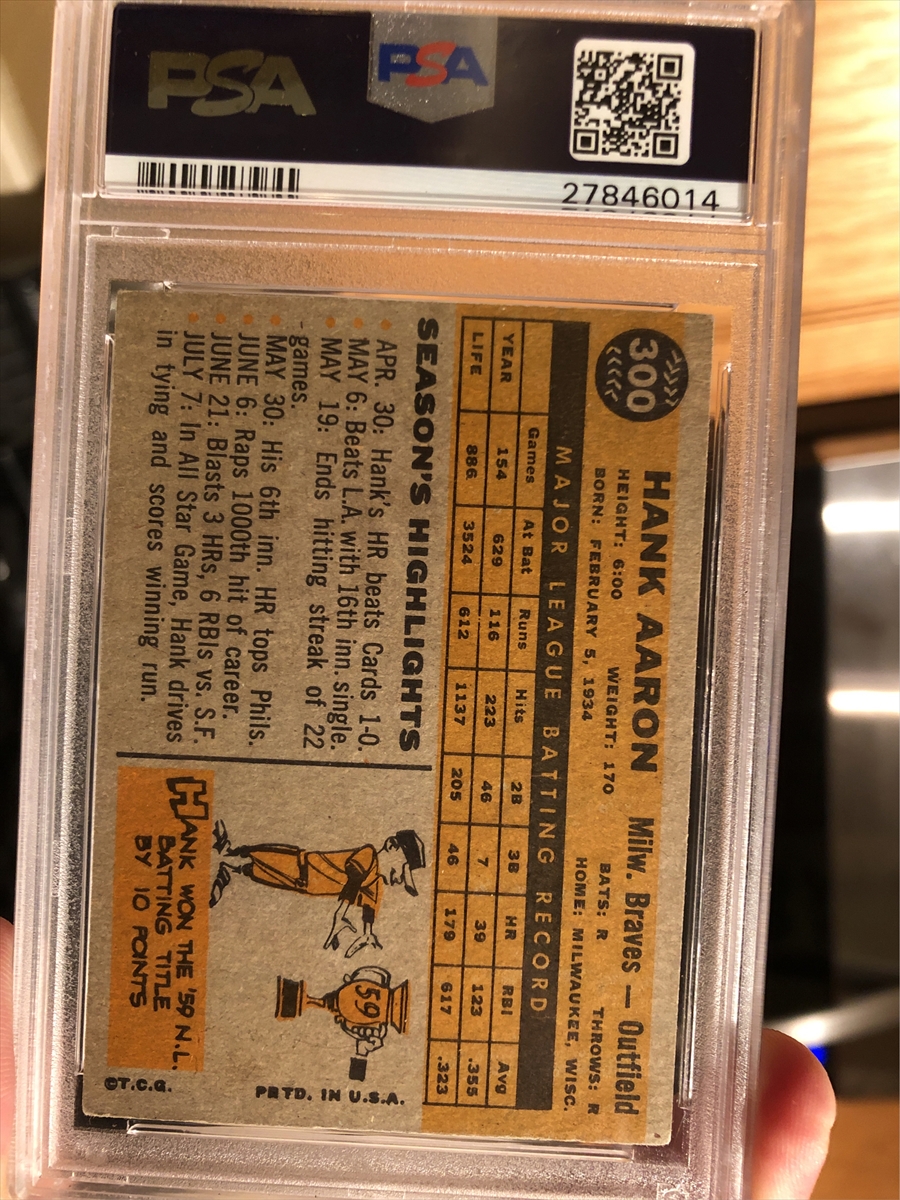 PSA
PSA
27846014
300
HANK AARON Milw. Braves — Outfield
HEIGHT: 6:00 WEIGHT: 170 BATS: R THROWS: R
BORN: FEBRUARY 5, 1934 HOME: MILWAUKEE, WISC.
MAJOR LEAGUE BATTING RECORD
Games At Bat Runs Hits 2B 3B HR RBI Avg
YEAR 154 629 116 223 46 7 39 123 .355
LIFE 886 3524 612 1137 205 46 179 617 .323
SEASON'S HIGHLIGHTS
• APR. 30: Hank's HR beats Cards 1-0.
• MAY 6: Beats L.A. with 16th inn. single.
• MAY 19: Ends hitting streak of 22
games.
• MAY 30: His 6th inn. HR tops Phils.
• JUNE 6: Raps 1000th hit of career.
• JUNE 21: Blasts 3 HRs, 6 RBIs vs. S.F.
• JULY 7: In All Star Game, Hank drives
in tying and scores winning run.
'59
HANK WON THE '59 N.L.
BATTING TITLE
BY 10 POINTS
©T.C.G. PRTD. IN U.S.A.